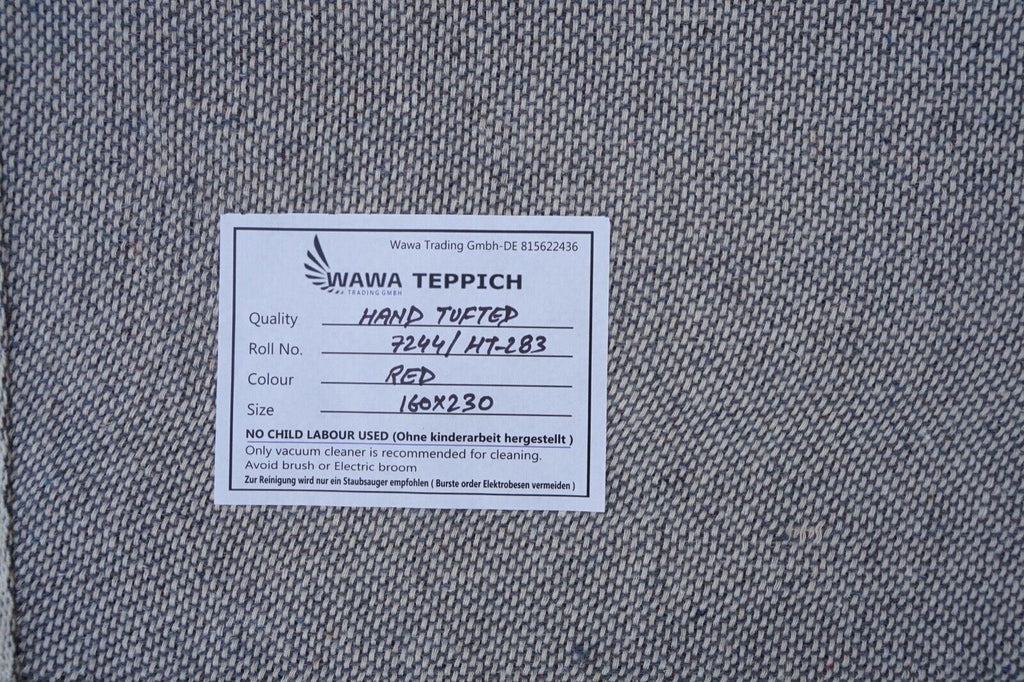 Wawa Trading Gmbh-DE 815622436
WAWA TEPPICH
TRADING GMBH
Quality HAND TUFTED
Roll No. 7244/HT-283
Colour RED
Size 160X230
NO CHILD LABOUR USED (Ohne kinderarbeit hergestellt )
Only vacuum cleaner is recommended for cleaning.
Avoid brush or Electric broom
Zur Reinigung wird nur ein Staubsauger empfohlen ( Burste order Elektrobesen vermeiden )